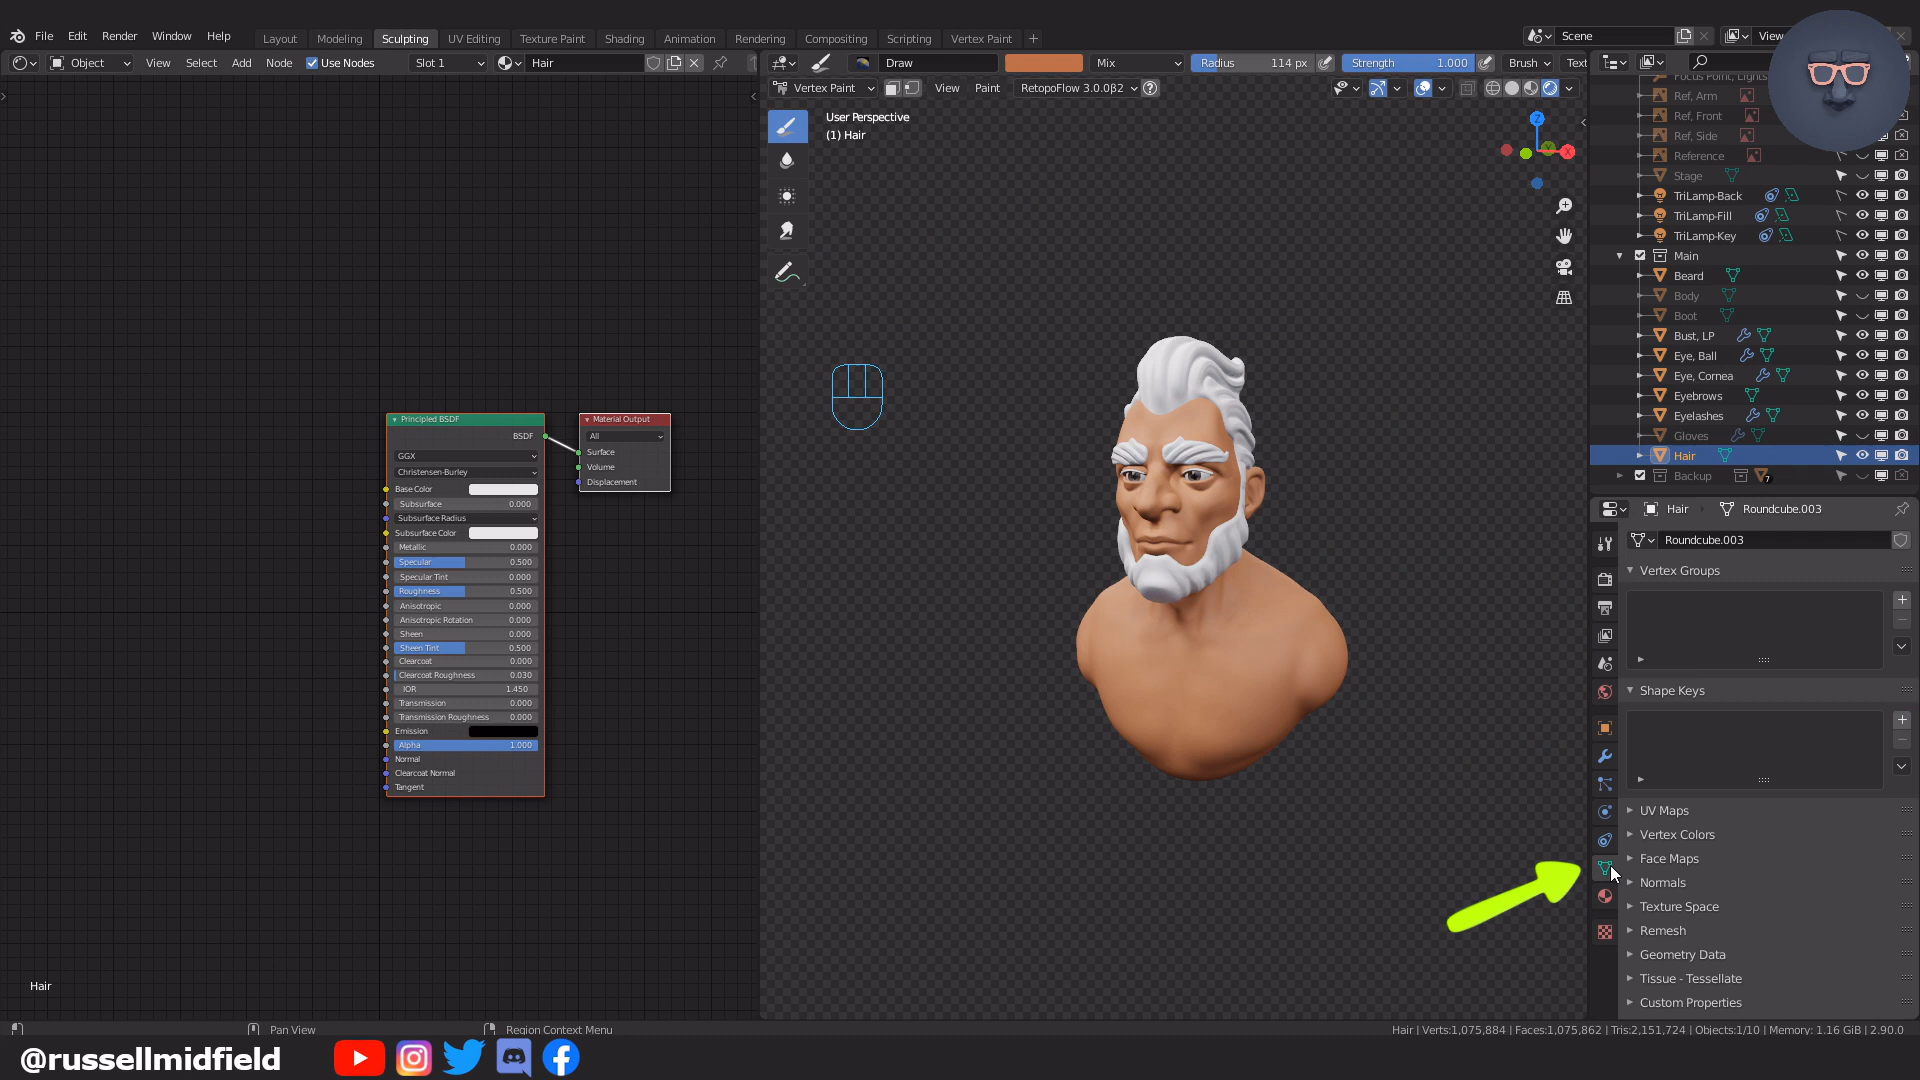 File Edit Render Window Help Layout Modeling Sculpting UV Editing Texture Paint Shading Animation Rendering Compositing Scripting Vertex Paint + Scene View
Object View Select Add Node Use Nodes Slot 1 Hair Draw Mix Radius 114 px Strength 1.000 Brush Text
Vertex Paint View Paint RetopoFlow 3.0.0β2
User Perspective
(1) Hair
Z
X
Y
Principled BSDF
BSDF
GGX
Christensen-Burley
Base Color
Subsurface 0.000
Subsurface Radius
Subsurface Color
Metallic 0.000
Specular 0.500
Specular Tint 0.000
Roughness 0.500
Anisotropic 0.000
Anisotropic Rotation 0.000
Sheen 0.000
Sheen Tint 0.500
Clearcoat 0.000
Clearcoat Roughness 0.030
IOR 1.450
Transmission 0.000
Transmission Roughness 0.000
Emission
Alpha 1.000
Normal
Clearcoat Normal
Tangent
Material Output
All
Surface
Volume
Displacement
Hair
Focus Point, Lights
Ref, Arm
Ref, Front
Ref, Side
Reference
Stage
TriLamp-Back
TriLamp-Fill
TriLamp-Key
Main
Beard
Body
Boot
Bust, LP
Eye, Ball
Eye, Cornea
Eyebrows
Eyelashes
Gloves
Hair
Backup 7
Hair Roundcube.003
Roundcube.003
Vertex Groups
Shape Keys
UV Maps
Vertex Colors
Face Maps
Normals
Texture Space
Remesh
Geometry Data
Tissue - Tessellate
Custom Properties
Pan View Region Context Menu Hair | Verts:1,075,884 | Faces:1,075,862 | Tris:2,151,724 | Objects:1/10 | Memory: 1.16 GiB | 2.90.0
@russellmidfield